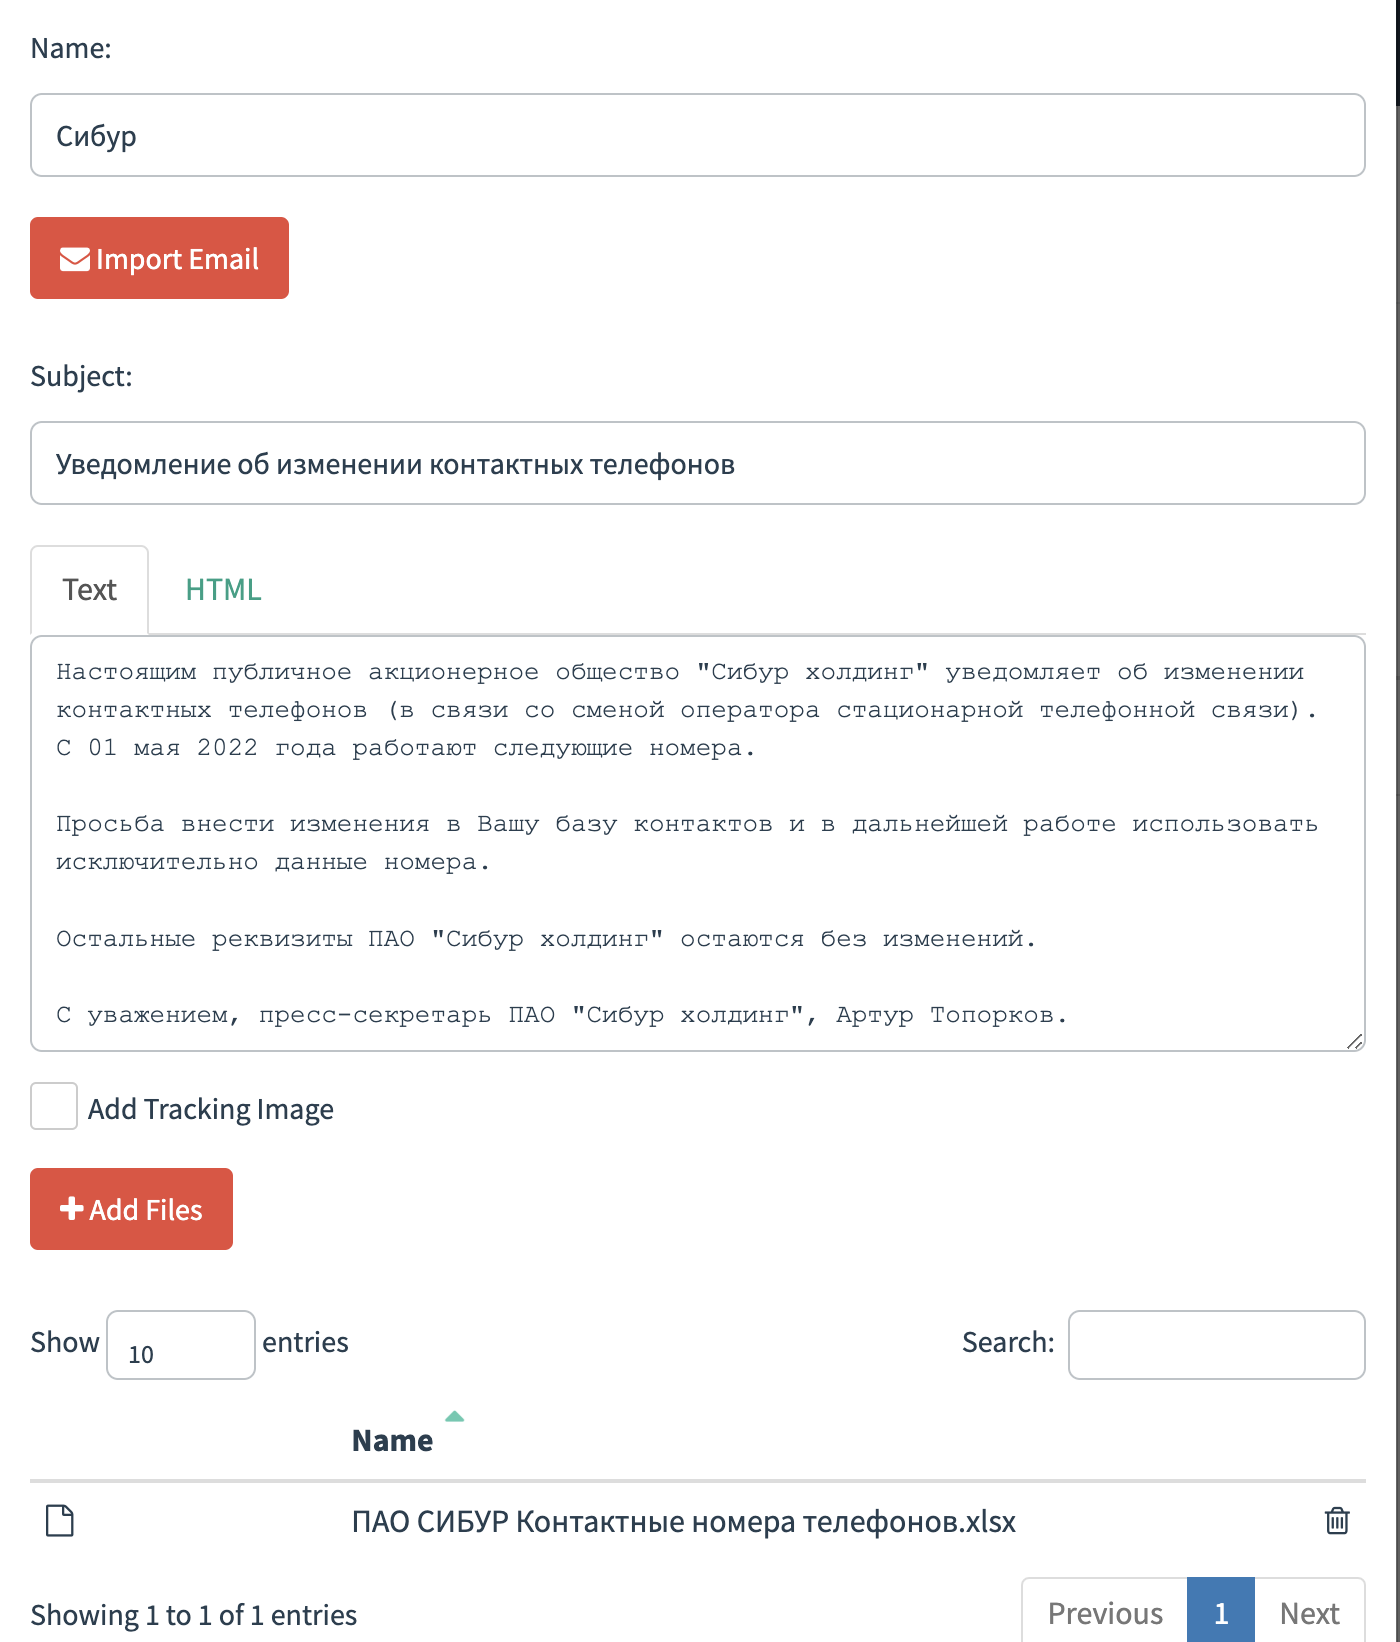 Name:
Сибур
Import Email
Subject:
Уведомление об изменении контактных телефонов
Text HTML
Настоящим публичное акционерное общество "Сибур холдинг" уведомляет об изменении
контактных телефонов (в связи со сменой оператора стационарной телефонной связи).
С 01 мая 2022 года работают следующие номера.
Просьба внести изменения в Вашу базу контактов и в дальнейшей работе использовать
исключительно данные номера.
Остальные реквизиты ПАО "Сибур холдинг" остаются без изменений.
С уважением, пресс-секретарь ПАО "Сибур холдинг", Артур Топорков.
Add Tracking Image
Add Files
Show 10 entries Search:
Name
ПАО СИБУР Контактные номера телефонов.xlsx
Showing 1 to 1 of 1 entries Previous 1 Next